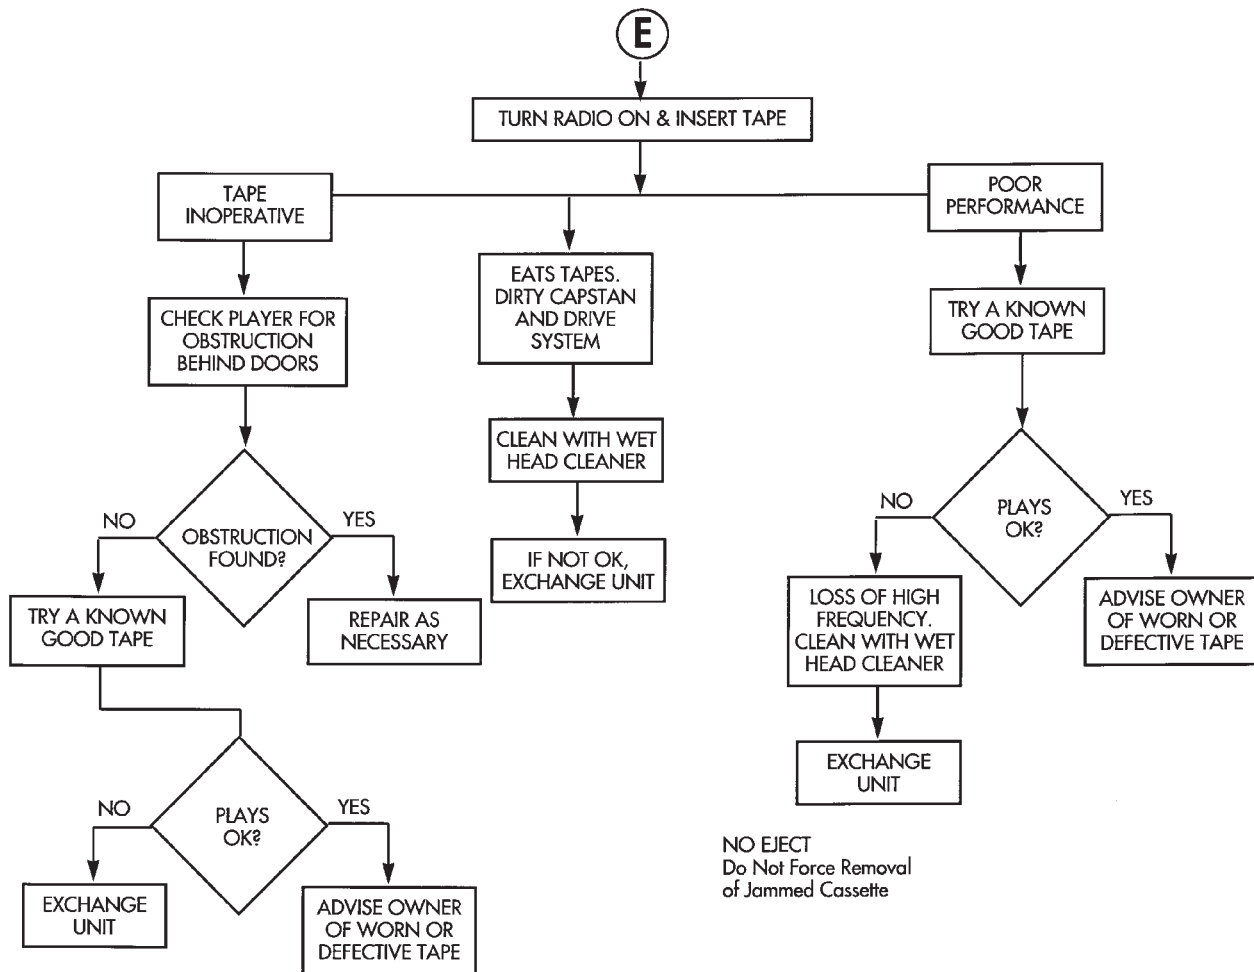 E
TURN RADIO ON & INSERT TAPE
TAPE
INOPERATIVE
POOR
PERFORMANCE
EATS TAPES.
DIRTY CAPSTAN
AND DRIVE
SYSTEM
CHECK PLAYER FOR
OBSTRUCTION
BEHIND DOORS
TRY A KNOWN
GOOD TAPE
CLEAN WITH WET
HEAD CLEANER
NO
OBSTRUCTION
FOUND?
YES
IF NOT OK,
EXCHANGE UNIT
NO
PLAYS
OK?
YES
TRY A KNOWN
GOOD TAPE
REPAIR AS
NECESSARY
LOSS OF HIGH
FREQUENCY.
CLEAN WITH WET
HEAD CLEANER
ADVISE OWNER
OF WORN OR
DEFECTIVE TAPE
EXCHANGE
UNIT
NO
PLAYS
OK?
YES
EXCHANGE
UNIT
ADVISE OWNER
OF WORN OR
DEFECTIVE TAPE
NO EJECT
Do Not Force Removal
of Jammed Cassette